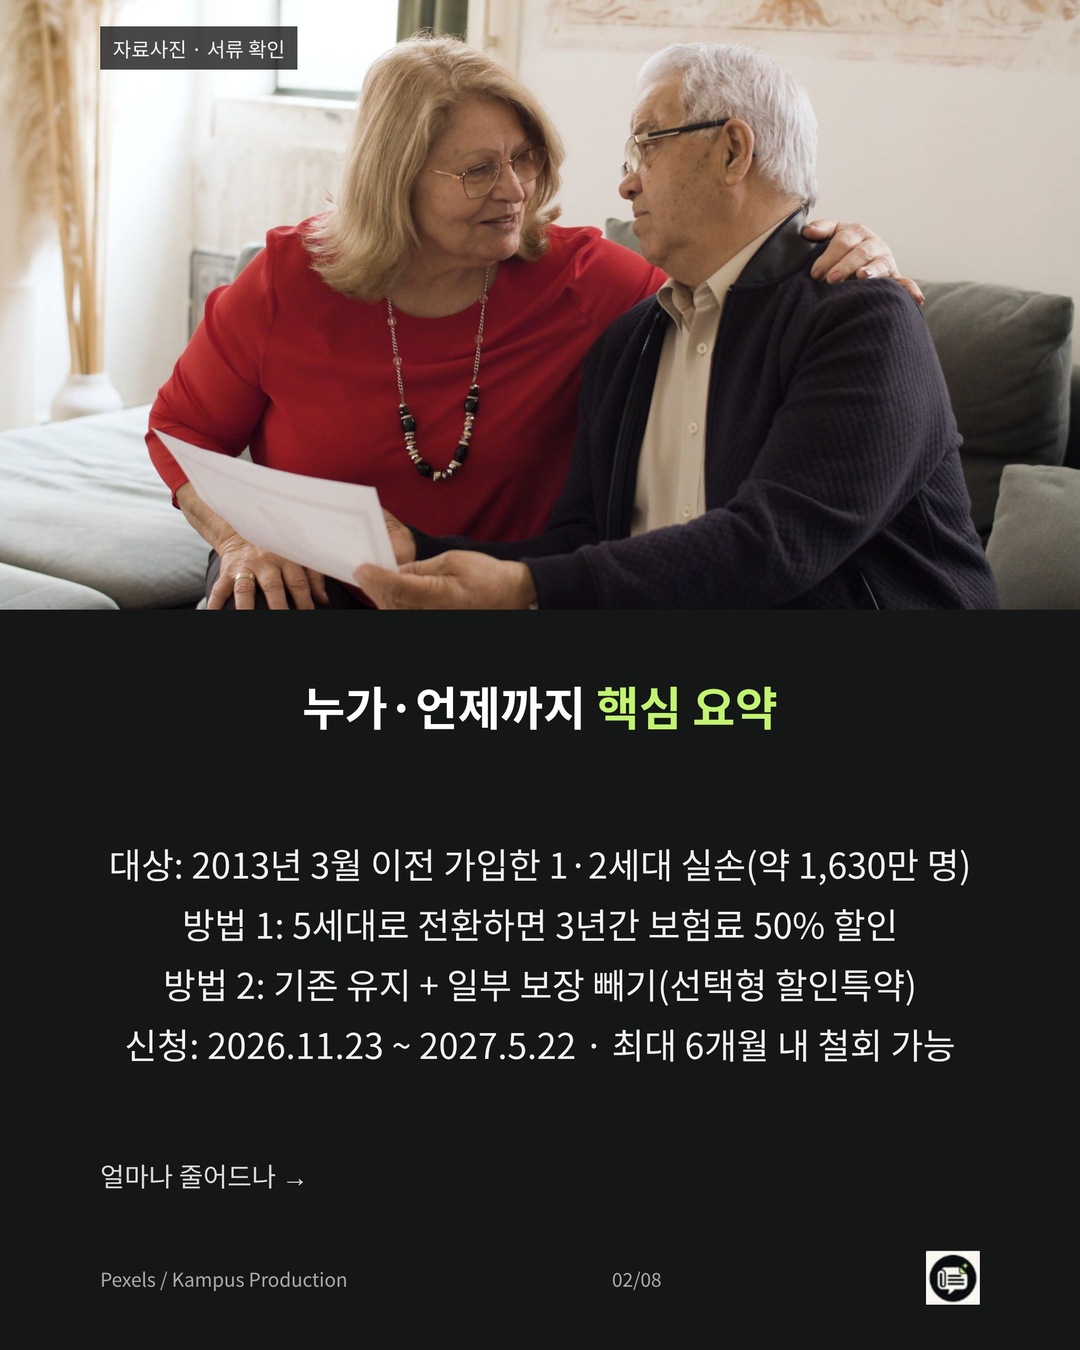 자료사진 · 서류 확인
누가·언제까지 핵심 요약
대상: 2013년 3월 이전 가입한 1·2세대 실손(약 1,630만 명)
방법 1: 5세대로 전환하면 3년간 보험료 50% 할인
방법 2: 기존 유지 + 일부 보장 빼기(선택형 할인특약)
신청: 2026.11.23 ~ 2027.5.22 · 최대 6개월 내 철회 가능
얼마나 줄어드나 →
Pexels / Kampus Production
02/08